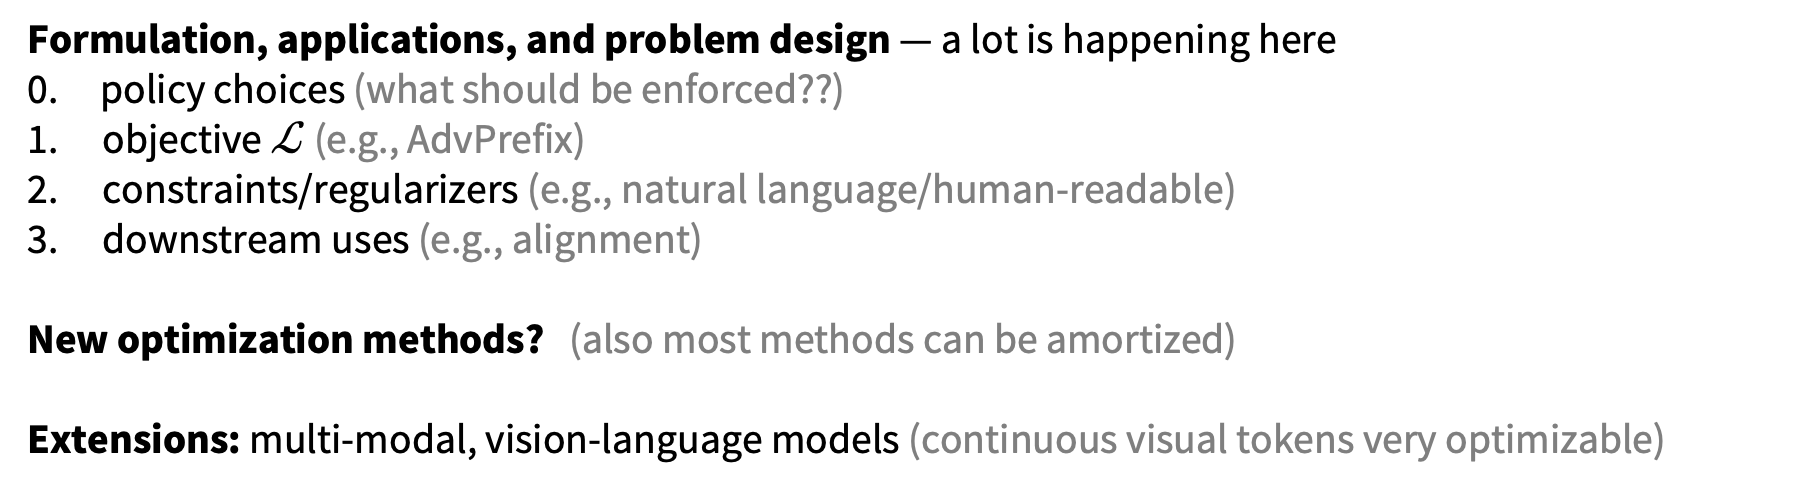 Formulation, applications, and problem design — a lot is happening here
0. policy choices (what should be enforced??)
1. objective ℒ (e.g., AdvPrefix)
2. constraints/regularizers (e.g., natural language/human-readable)
3. downstream uses (e.g., alignment)
New optimization methods? (also most methods can be amortized)
Extensions: multi-modal, vision-language models (continuous visual tokens very optimizable)